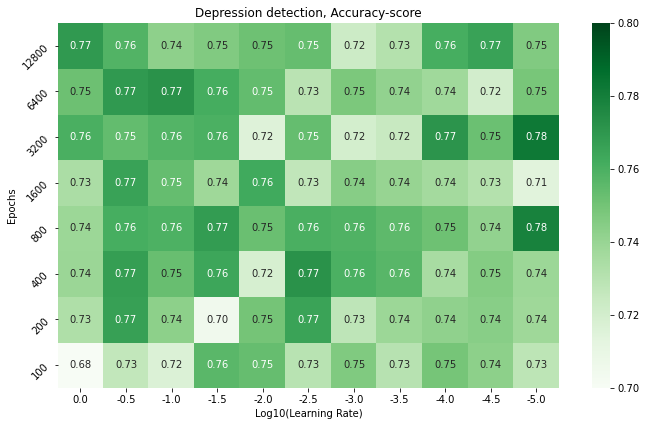 Depression detection, Accuracy-score
Epochs
12800 0.77 0.76 0.74 0.75 0.75 0.75 0.72 0.73 0.76 0.77 0.75
6400 0.75 0.77 0.77 0.76 0.75 0.73 0.75 0.74 0.74 0.72 0.75
3200 0.76 0.75 0.76 0.76 0.72 0.75 0.72 0.72 0.77 0.75 0.78
1600 0.73 0.77 0.75 0.74 0.76 0.73 0.74 0.74 0.74 0.73 0.71
800 0.74 0.76 0.76 0.77 0.75 0.76 0.76 0.76 0.75 0.74 0.78
400 0.74 0.77 0.75 0.76 0.72 0.77 0.76 0.76 0.74 0.75 0.74
200 0.73 0.77 0.74 0.70 0.75 0.77 0.73 0.74 0.74 0.74 0.74
100 0.68 0.73 0.72 0.76 0.75 0.73 0.75 0.73 0.75 0.74 0.73
0.0 -0.5 -1.0 -1.5 -2.0 -2.5 -3.0 -3.5 -4.0 -4.5 -5.0
Log10(Learning Rate)
0.80
0.78
0.76
0.74
0.72
0.70